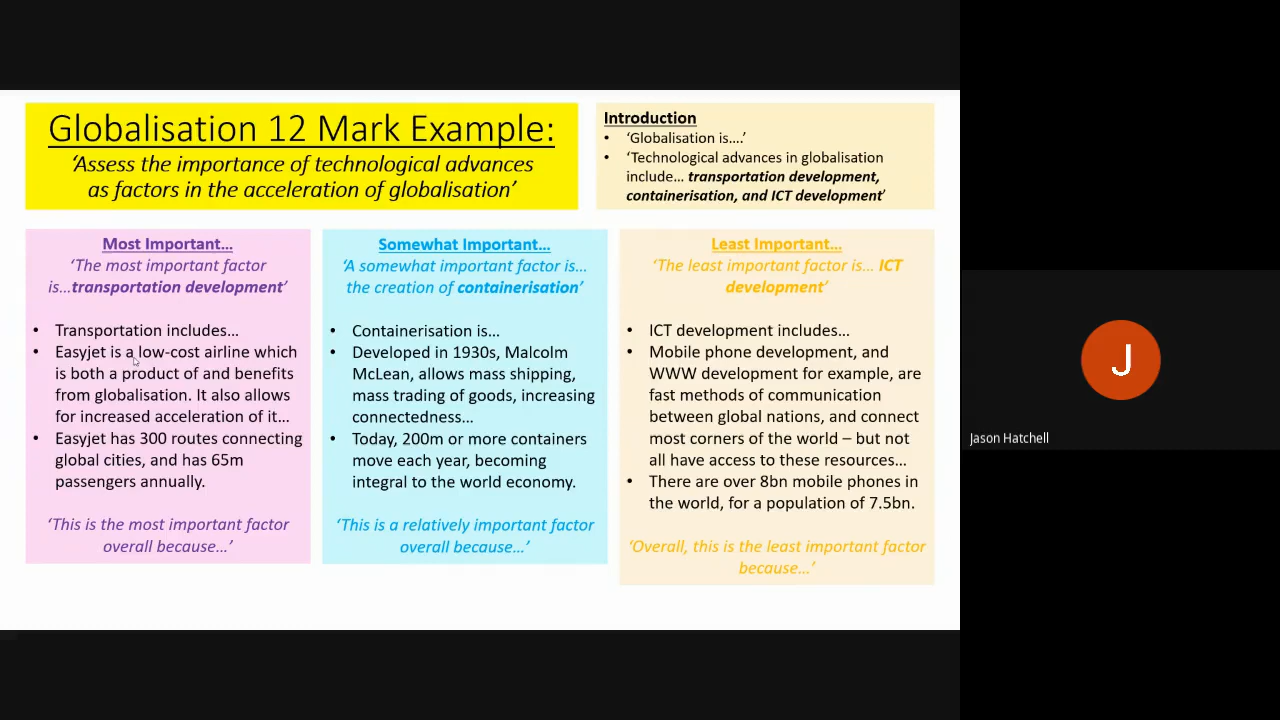 Globalisation 12 Mark Example:
‘Assess the importance of technological advances
as factors in the acceleration of globalisation’
Introduction
• ‘Globalisation is….’
• ‘Technological advances in globalisation
include… transportation development,
containerisation, and ICT development’
Most Important…
‘The most important factor
is…transportation development’
• Transportation includes…
• Easyjet is a low-cost airline which
is both a product of and benefits
from globalisation. It also allows
for increased acceleration of it…
• Easyjet has 300 routes connecting
global cities, and has 65m
passengers annually.
‘This is the most important factor
overall because…’
Somewhat Important…
‘A somewhat important factor is…
the creation of containerisation’
• Containerisation is…
• Developed in 1930s, Malcolm
McLean, allows mass shipping,
mass trading of goods, increasing
connectedness…
• Today, 200m or more containers
move each year, becoming
integral to the world economy.
‘This is a relatively important factor
overall because…’
Least Important…
‘The least important factor is… ICT
development’
• ICT development includes…
• Mobile phone development, and
WWW development for example, are
fast methods of communication
between global nations, and connect
most corners of the world – but not
all have access to these resources…
• There are over 8bn mobile phones in
the world, for a population of 7.5bn.
‘Overall, this is the least important factor
because…’
J
Jason Hatchell